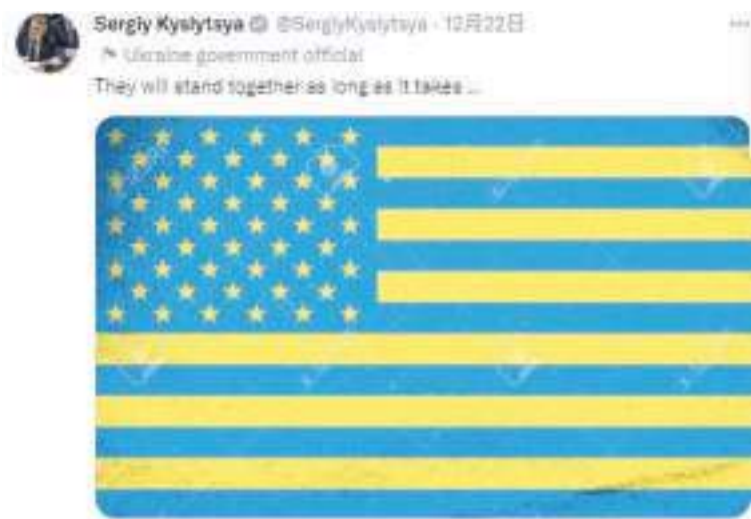 Sergiy Kyslytsya @SergiyKyslytsya · 12月22日
Ukraine government official
They will stand together as long as it takes ...